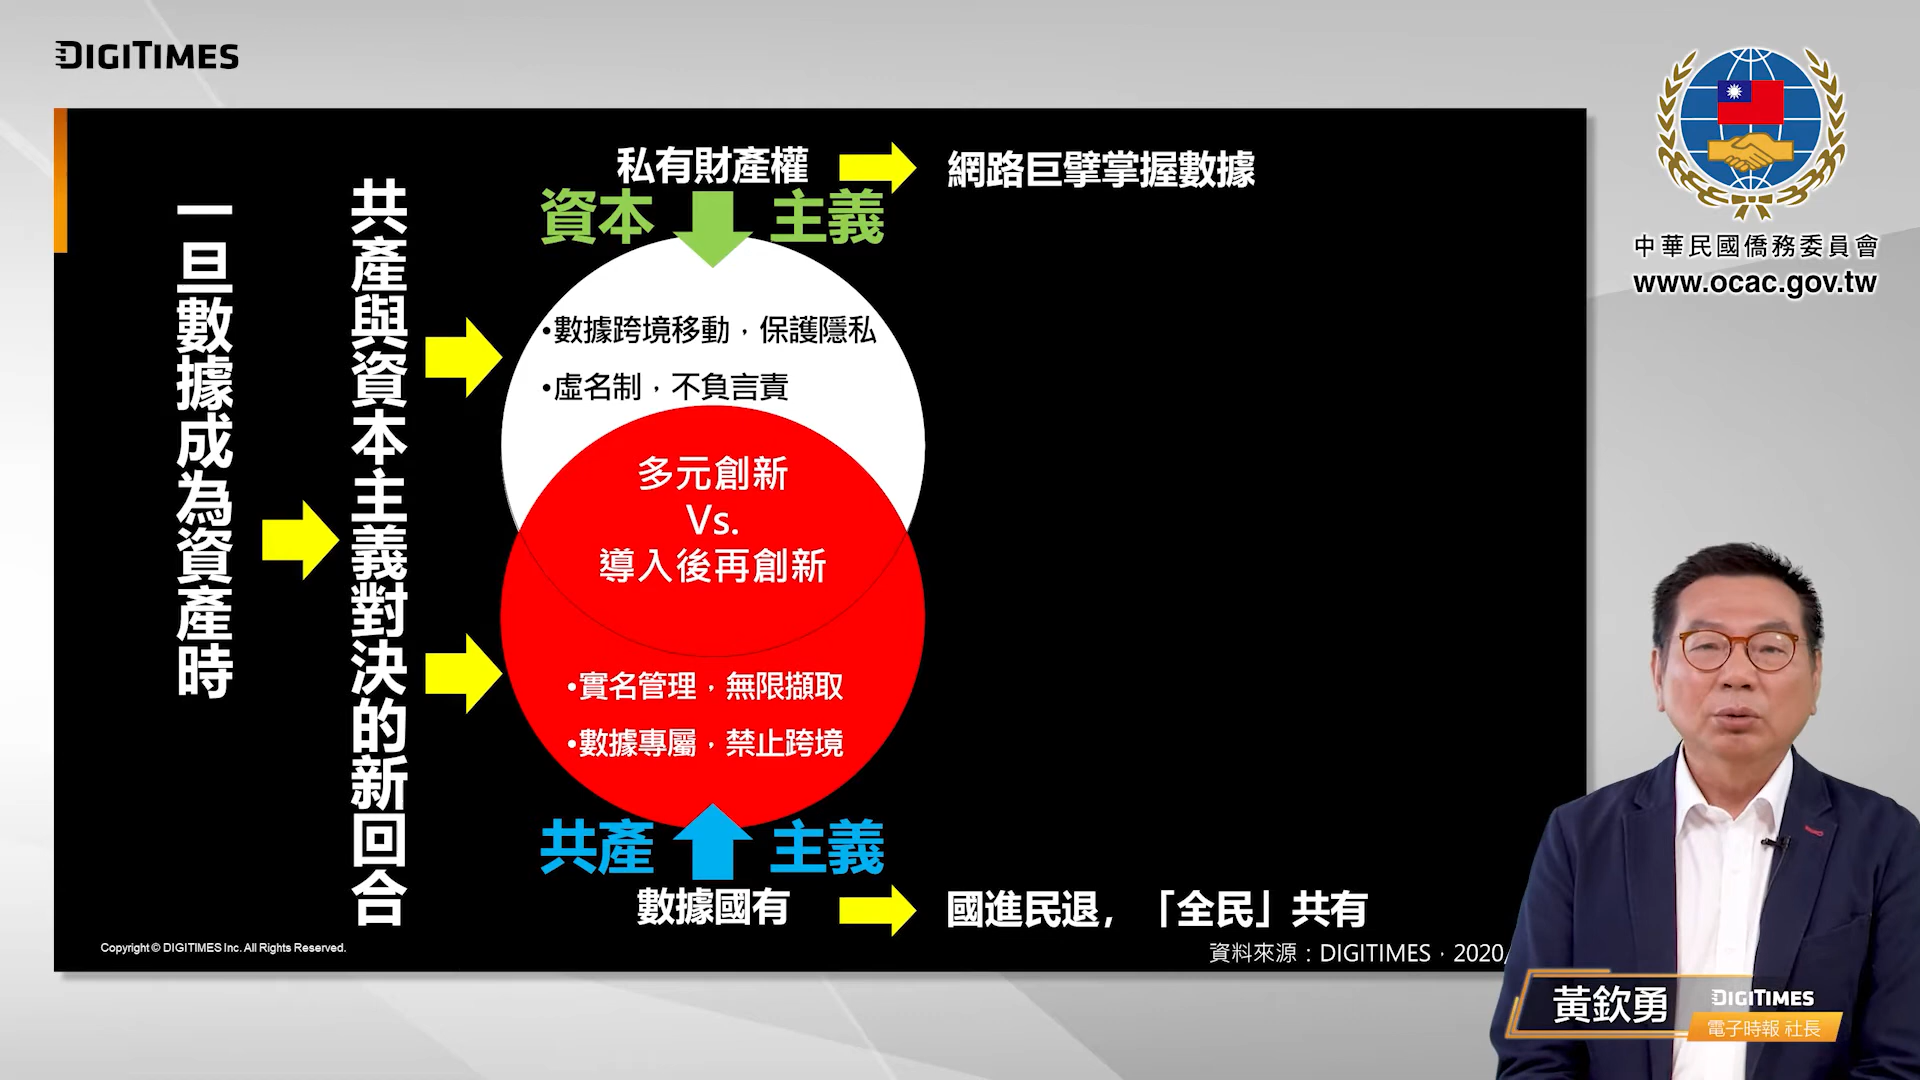 DIGITIMES
中華民國僑務委員會
www.ocac.gov.tw
一旦數據成為資產時
共產與資本主義對決的新回合
私有財產權
網路巨擘掌握數據
資本 主義
•數據跨境移動，保護隱私
•虛名制，不負言責
多元創新
Vs.
導入後再創新
•實名管理，無限擷取
•數據專屬，禁止跨境
共產 主義
數據國有
國進民退，「全民」共有
Copyright © DIGITIMES Inc. All Rights Reserved.
資料來源：DIGITIMES，2020/
黃欽勇
DIGITIMES
電子時報 社長